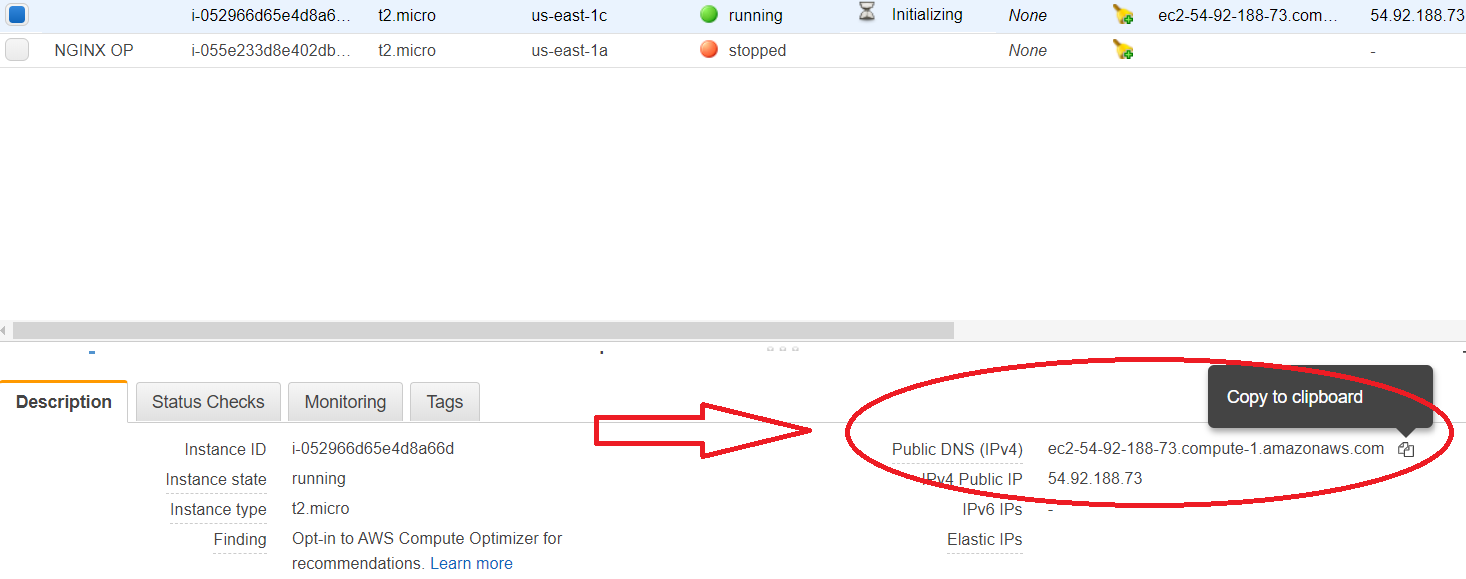 i-052966d65e4d8a6... t2.micro us-east-1c running Initializing None ec2-54-92-188-73.com... 54.92.188.73
NGINX OP i-055e233d8e402db... t2.micro us-east-1a stopped None -
Copy to clipboard
Description Status Checks Monitoring Tags
Instance ID i-052966d65e4d8a66d Public DNS (IPv4) ec2-54-92-188-73.compute-1.amazonaws.com
Instance state running IPv4 Public IP 54.92.188.73
Instance type t2.micro IPv6 IPs -
Finding Opt-in to AWS Compute Optimizer for Elastic IPs
recommendations. Learn more